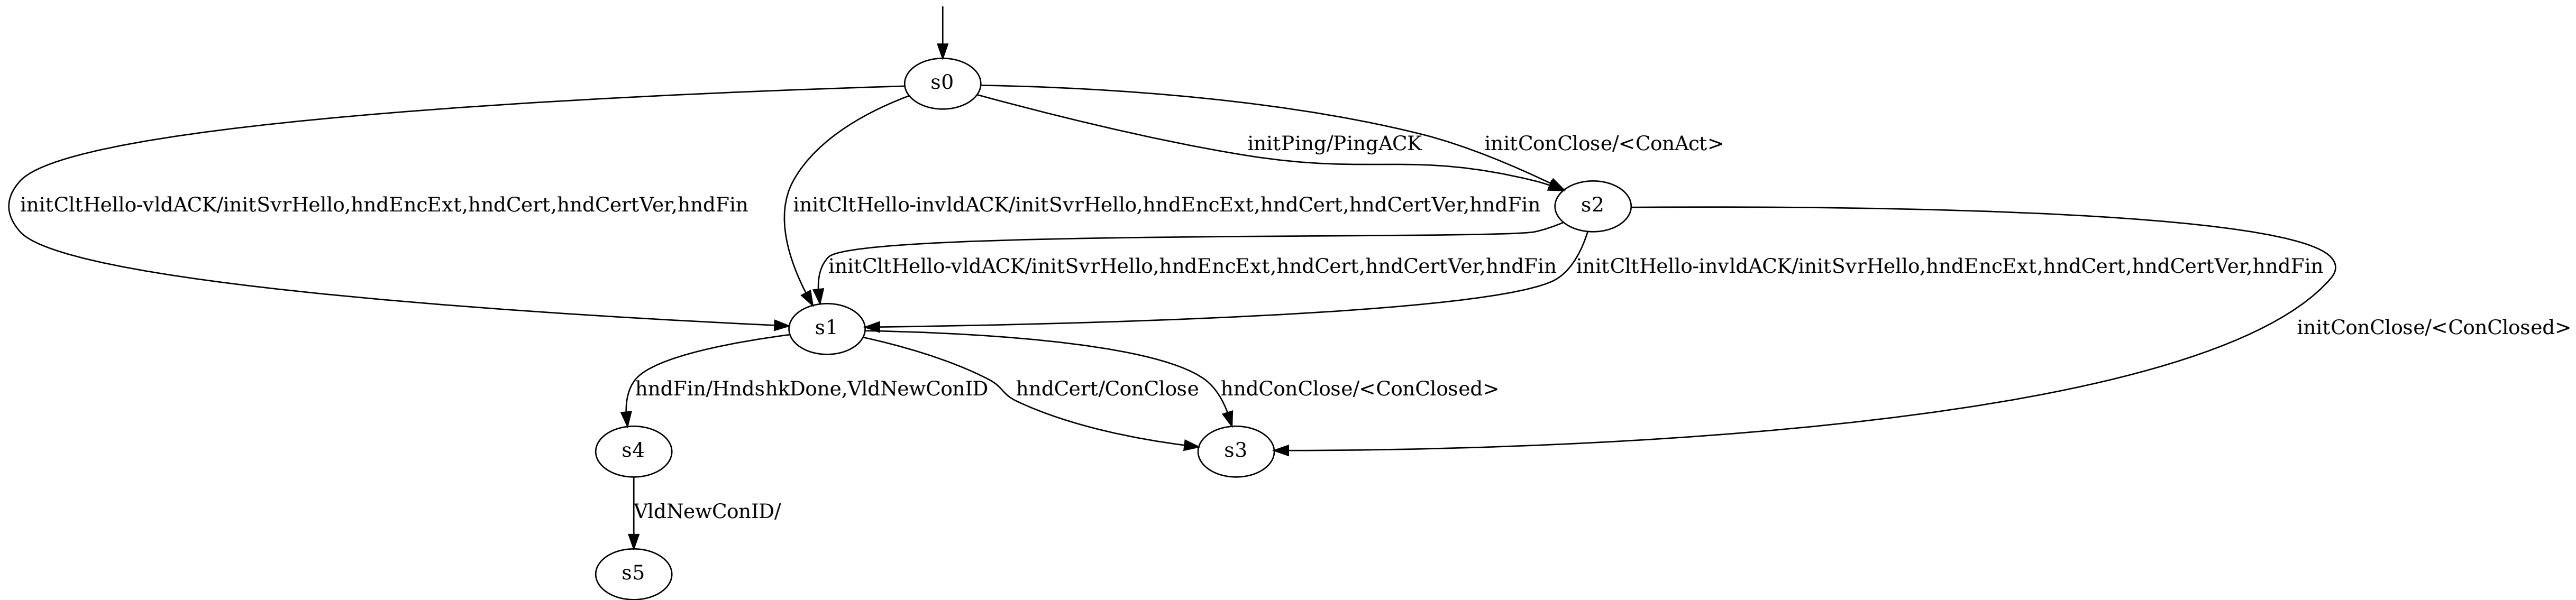 s0
initPing/PingACK
initConClose/<ConAct>
initCltHello-vldACK/initSvrHello,hndEncExt,hndCert,hndCertVer,hndFin
initCltHello-invldACK/initSvrHello,hndEncExt,hndCert,hndCertVer,hndFin
s2
initCltHello-vldACK/initSvrHello,hndEncExt,hndCert,hndCertVer,hndFin
initCltHello-invldACK/initSvrHello,hndEncExt,hndCert,hndCertVer,hndFin
s1
initConClose/<ConClosed>
hndFin/HndshkDone,VldNewConID
hndCert/ConClose
hndConClose/<ConClosed>
s4
s3
VldNewConID/
s5